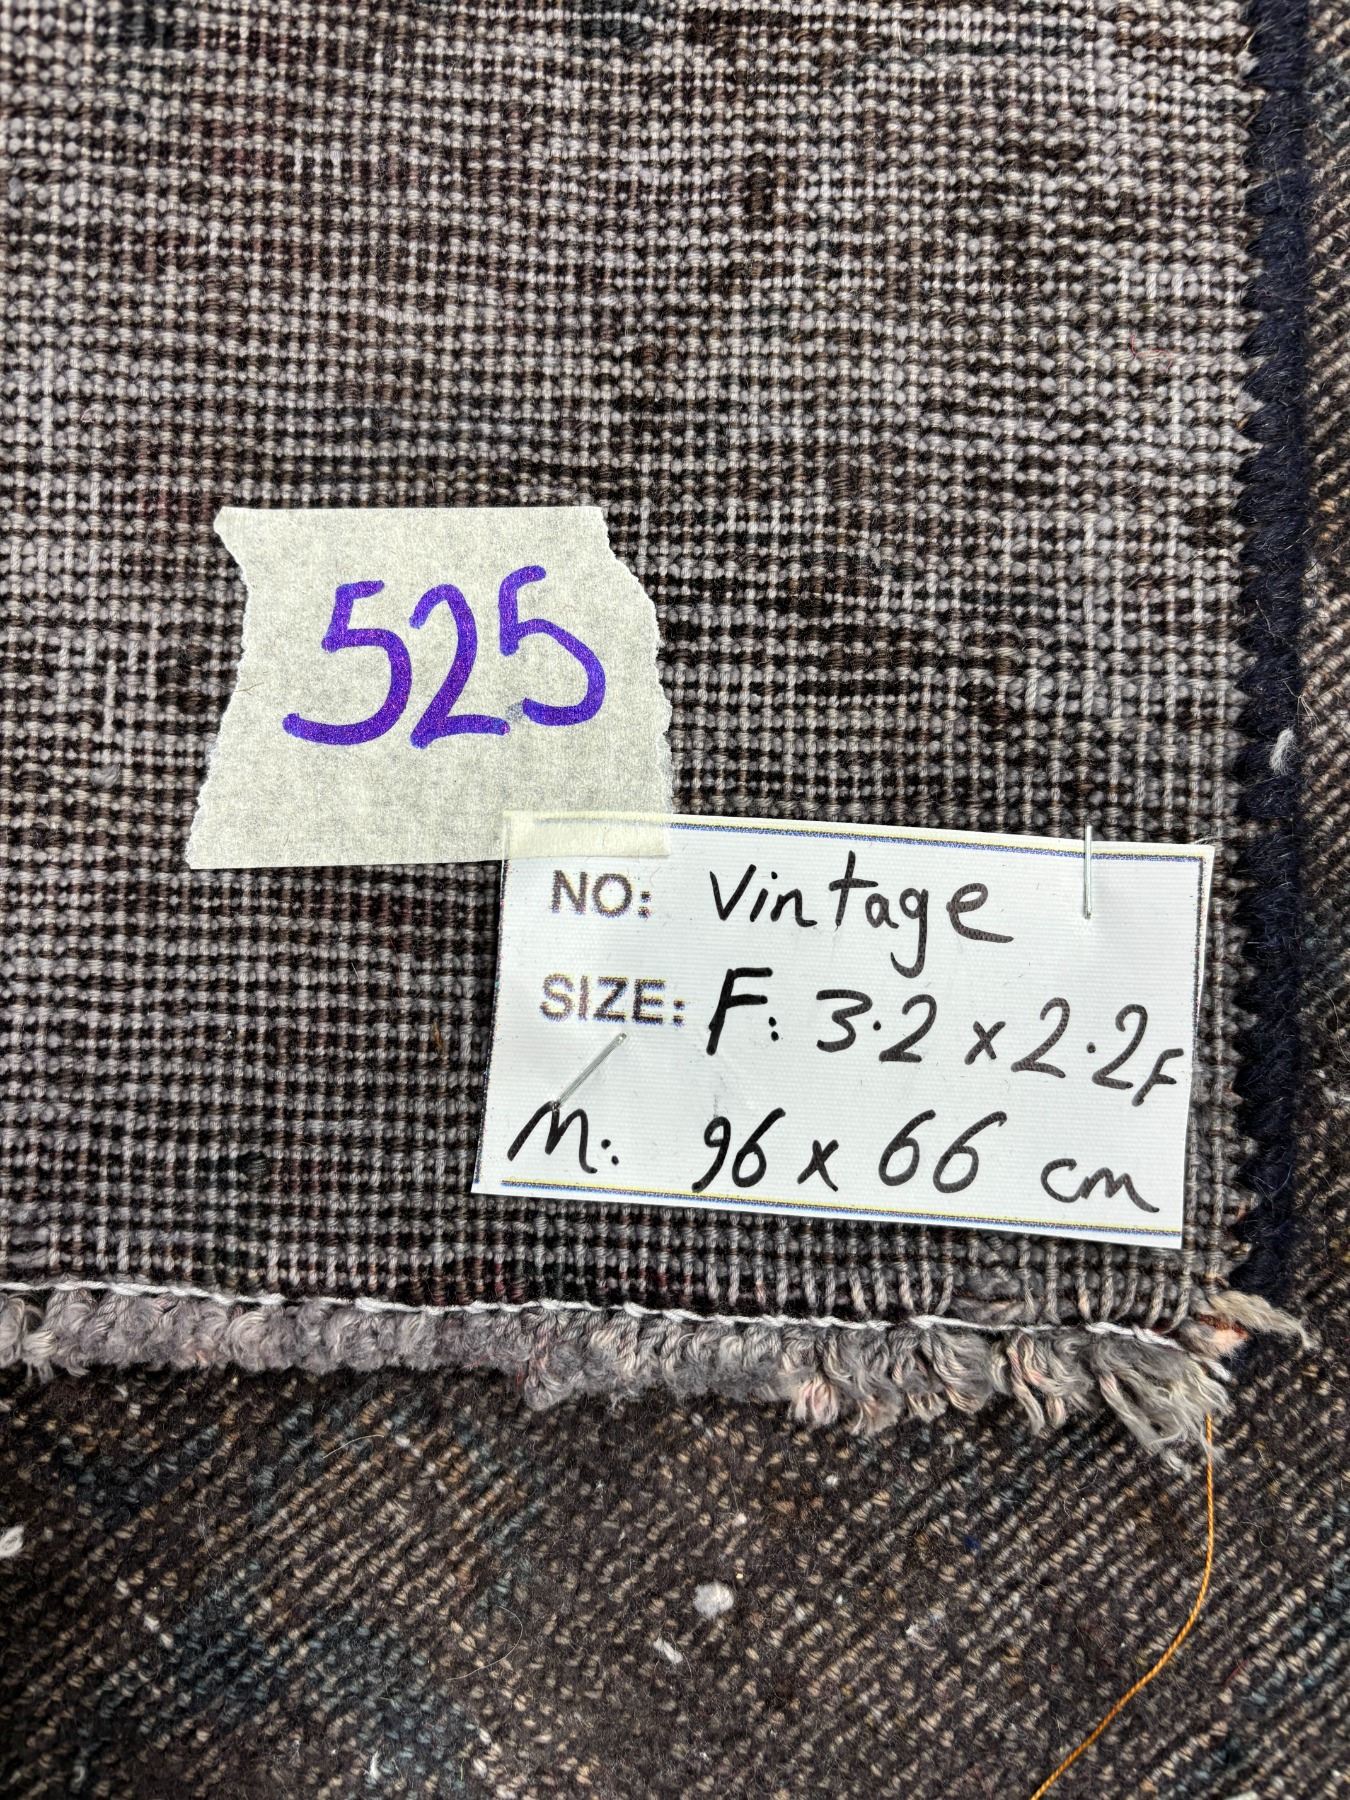 525
NO: Vintage
SIZE: F: 3.2 x 2.2F
M: 96 x 66 cm